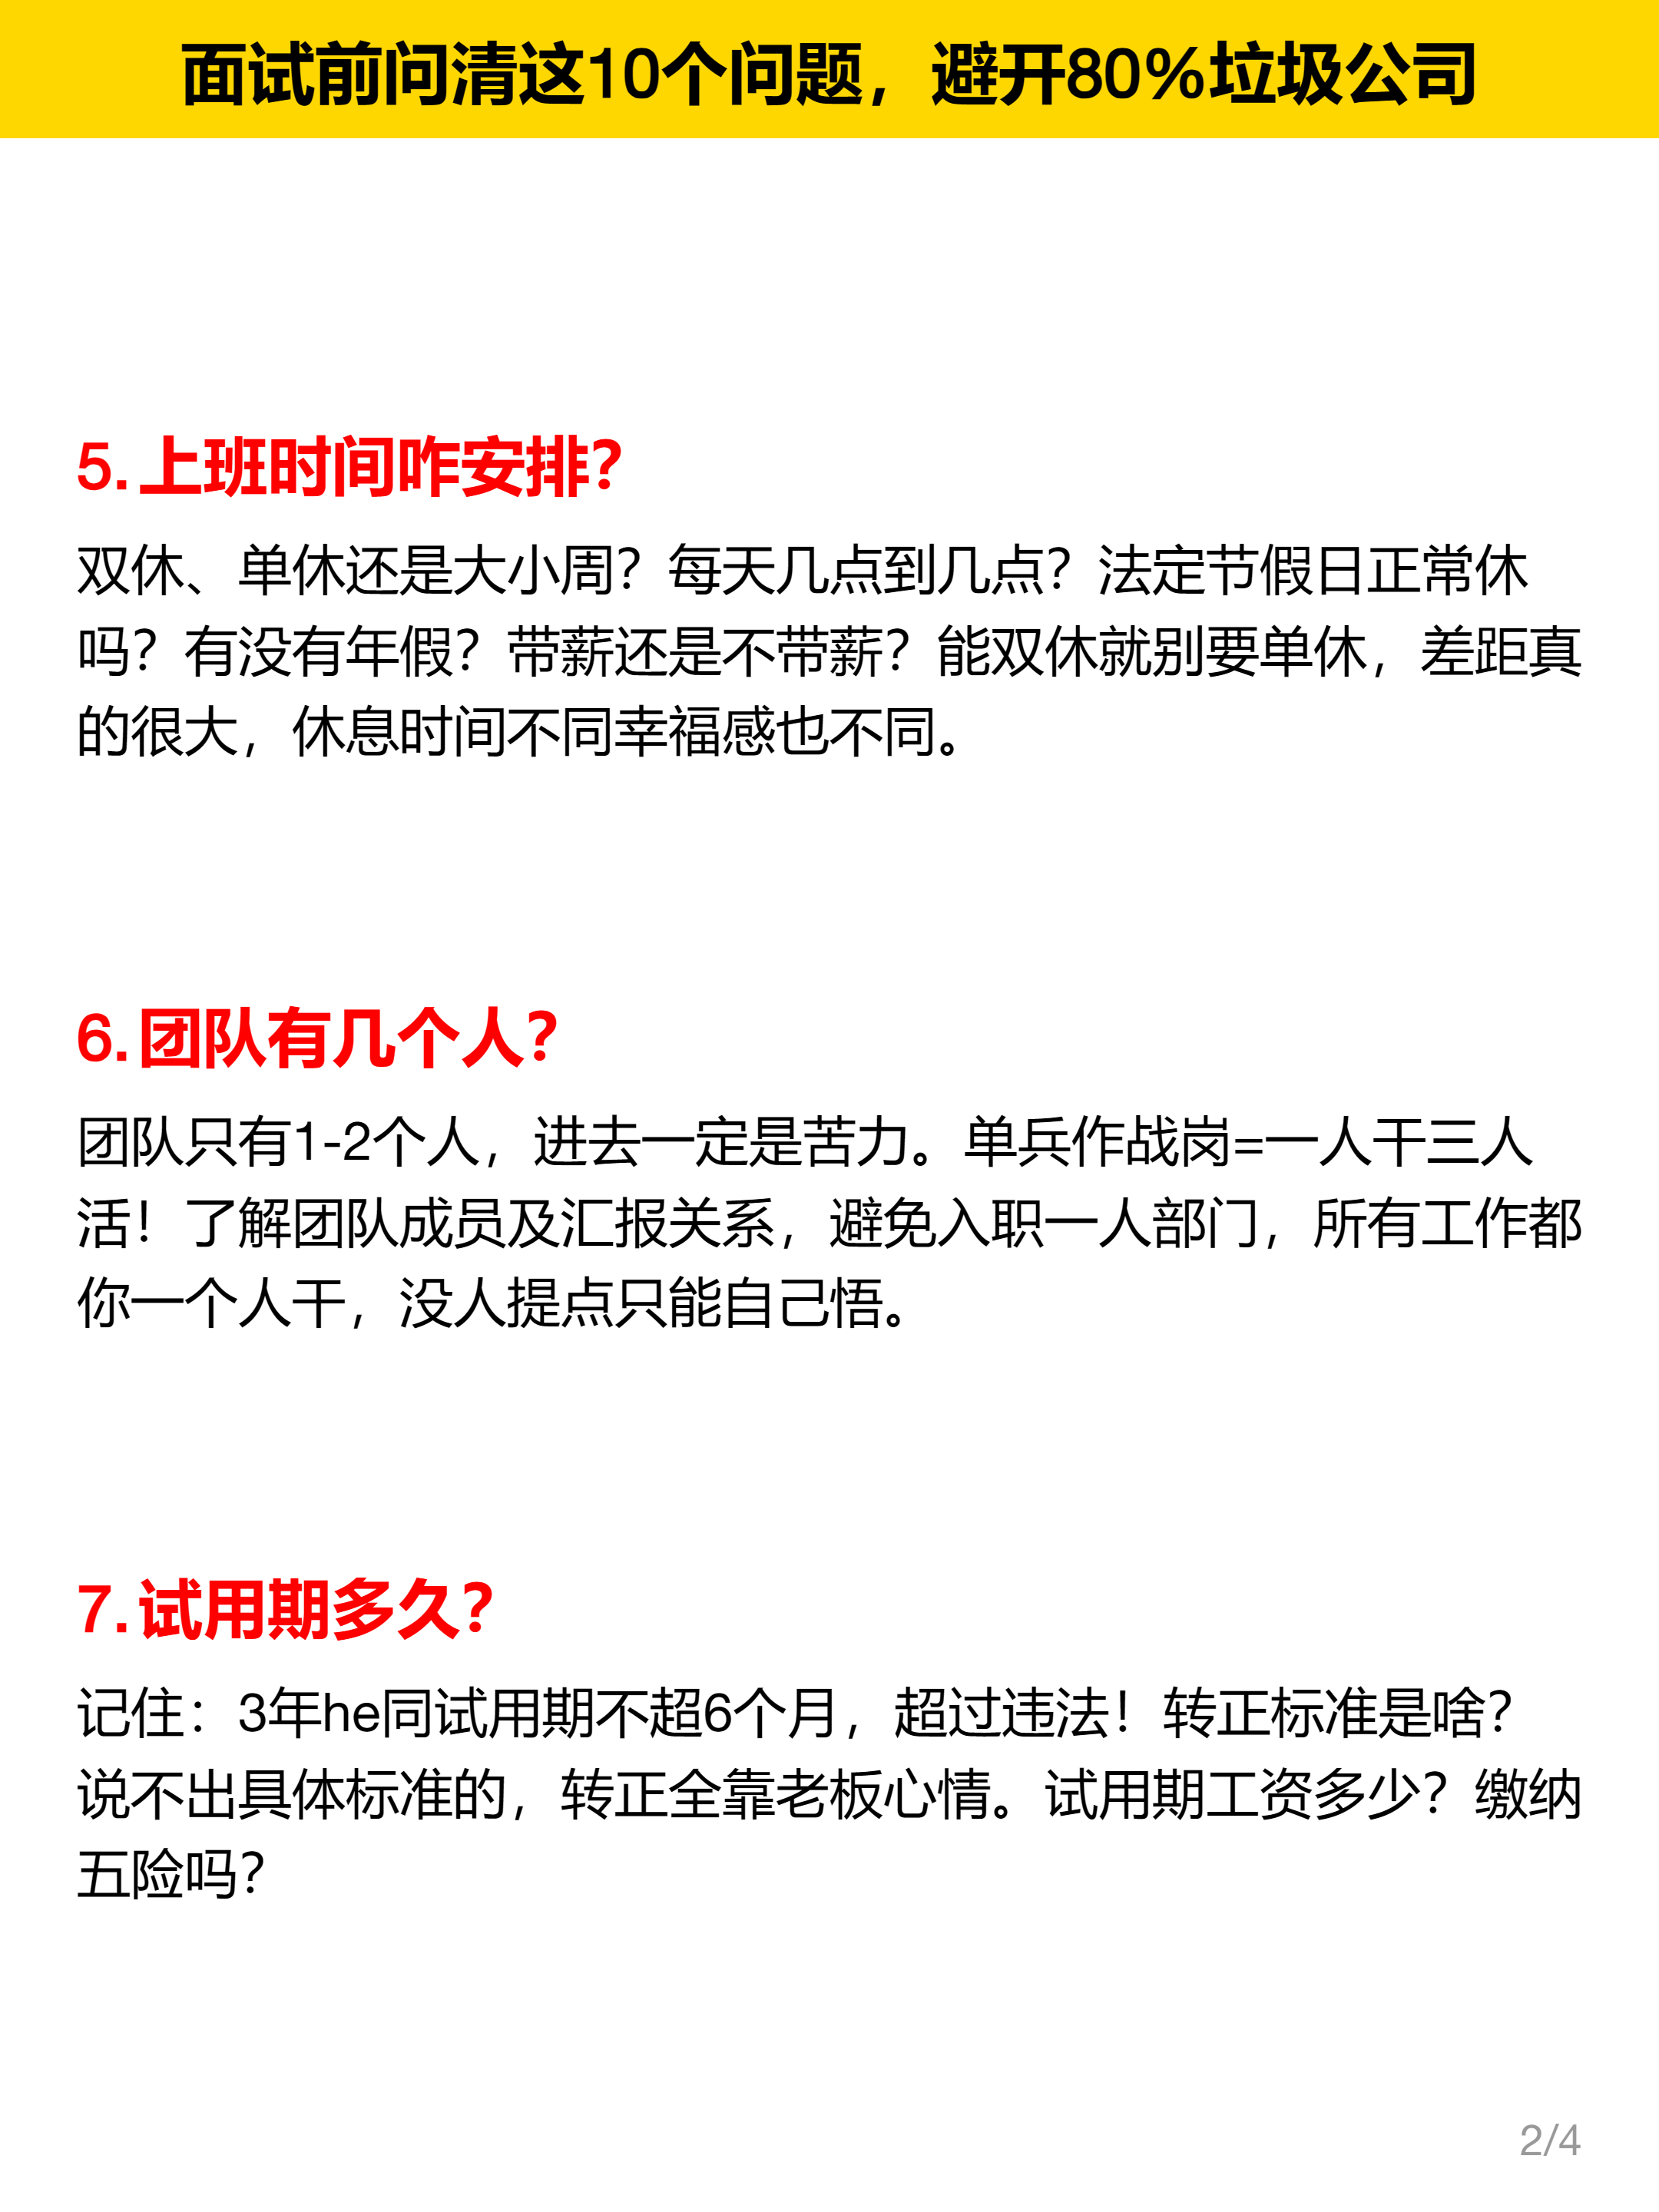 面试前问清这10个问题，避开80%垃圾公司
5.上班时间咋安排？
双休、单休还是大小周？每天几点到几点？法定节假日正常休
吗？有没有年假？带薪还是不带薪？能双休就别要单休，差距真
的很大，休息时间不同幸福感也不同。
6.团队有几个人？
团队只有1-2个人，进去一定是苦力。单兵作战岗=一人干三人
活！了解团队成员及汇报关系，避免入职一人部门，所有工作都
你一个人干，没人提点只能自己悟。
7.试用期多久？
记住：3年he同试用期不超6个月，超过违法！转正标准是啥？
说不出具体标准的，转正全靠老板心情。试用期工资多少？缴纳
五险吗？
2/4